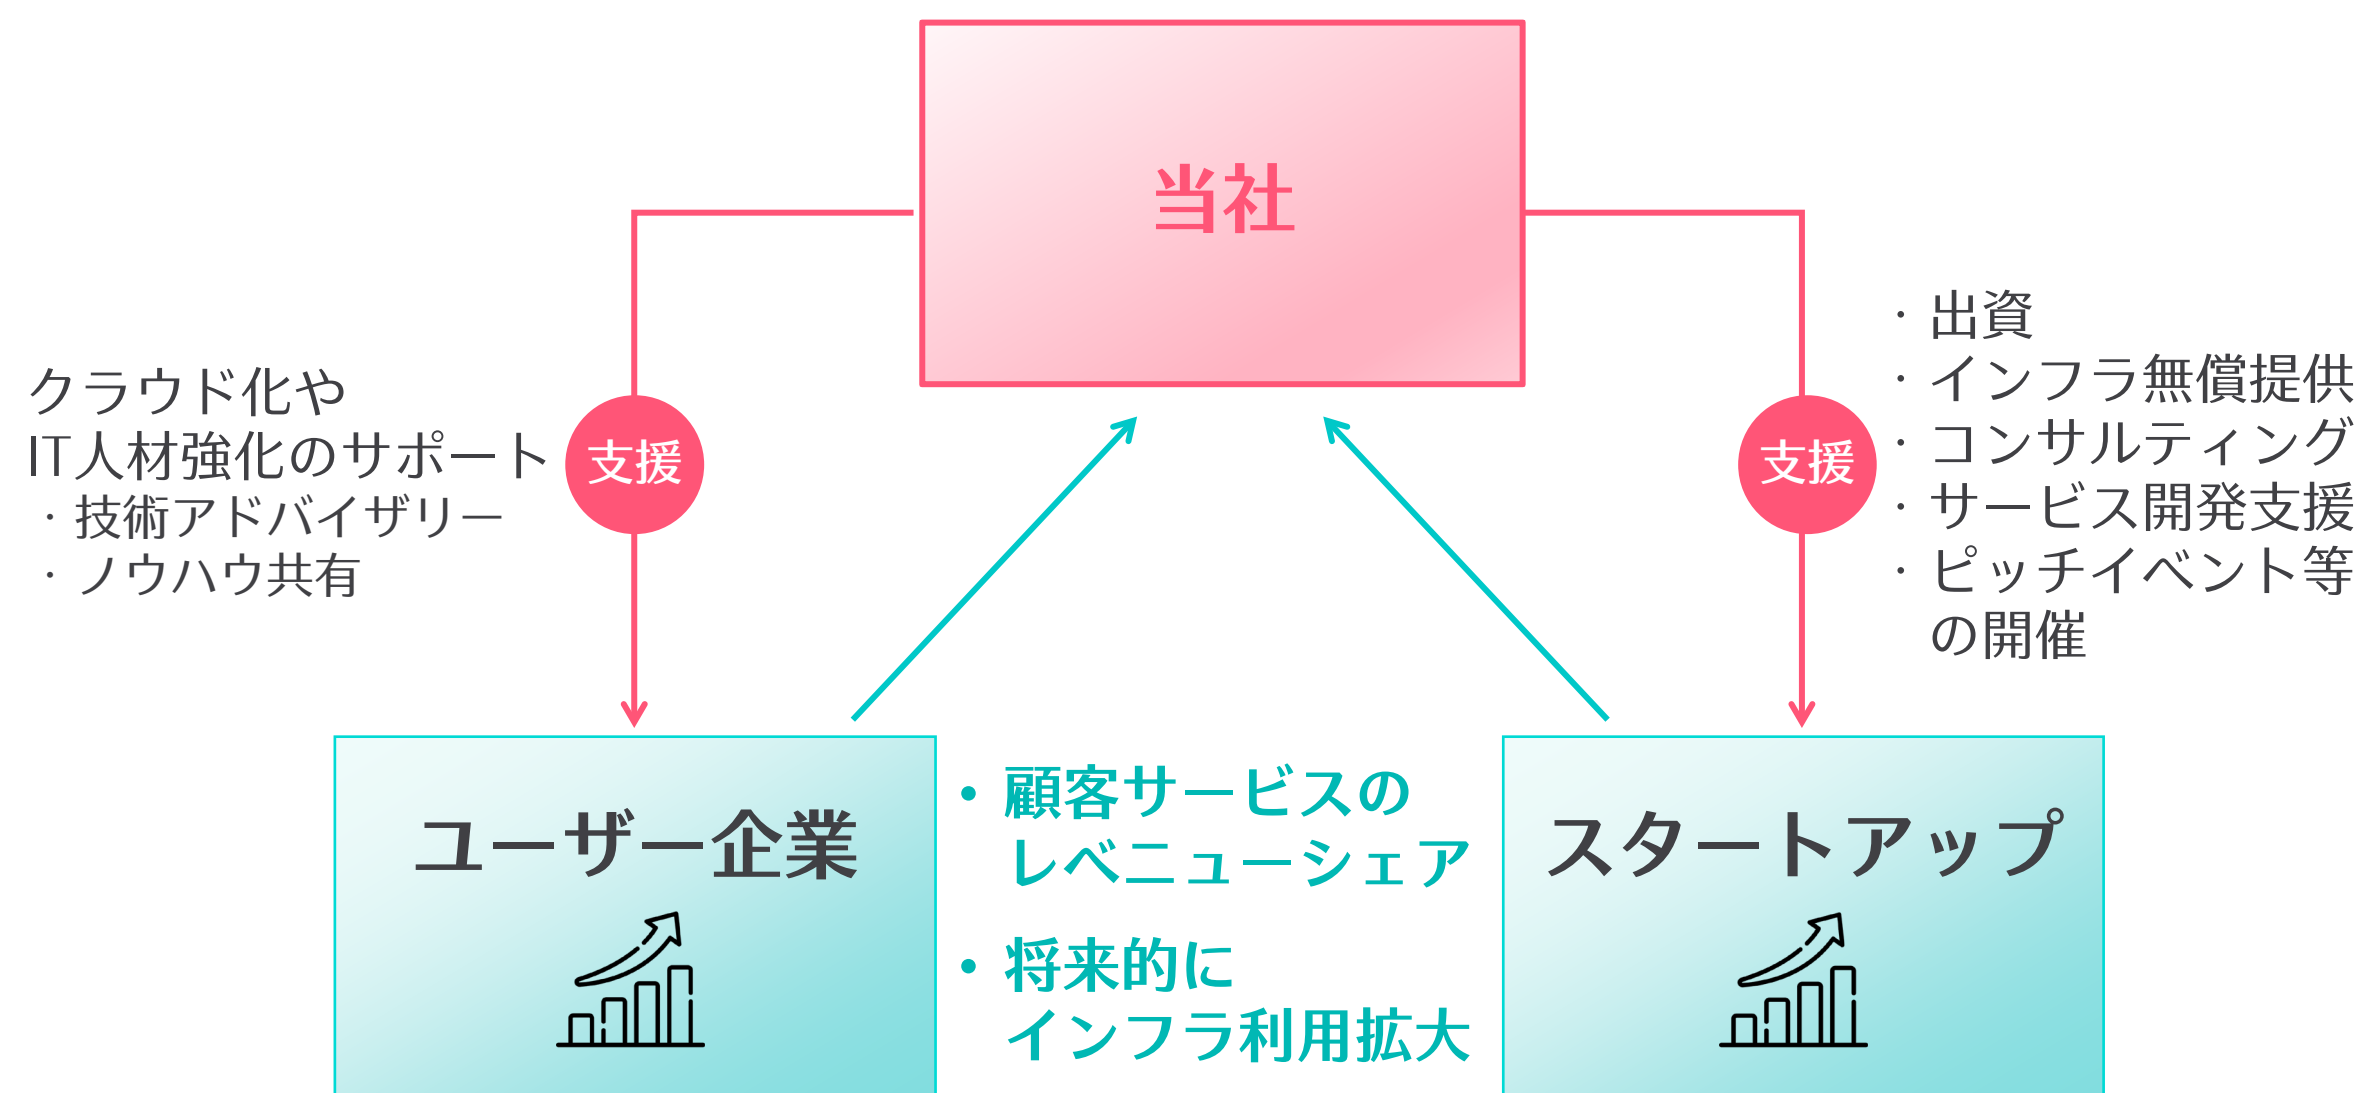 当社
クラウド化や
IT人材強化のサポート
・技術アドバイザリー
・ノウハウ共有
支援
支援
・出資
・インフラ無償提供
・コンサルティング
・サービス開発支援
・ピッチイベント等
の開催
ユーザー企業
• 顧客サービスの
レベニューシェア
• 将来的に
インフラ利用拡大
スタートアップ